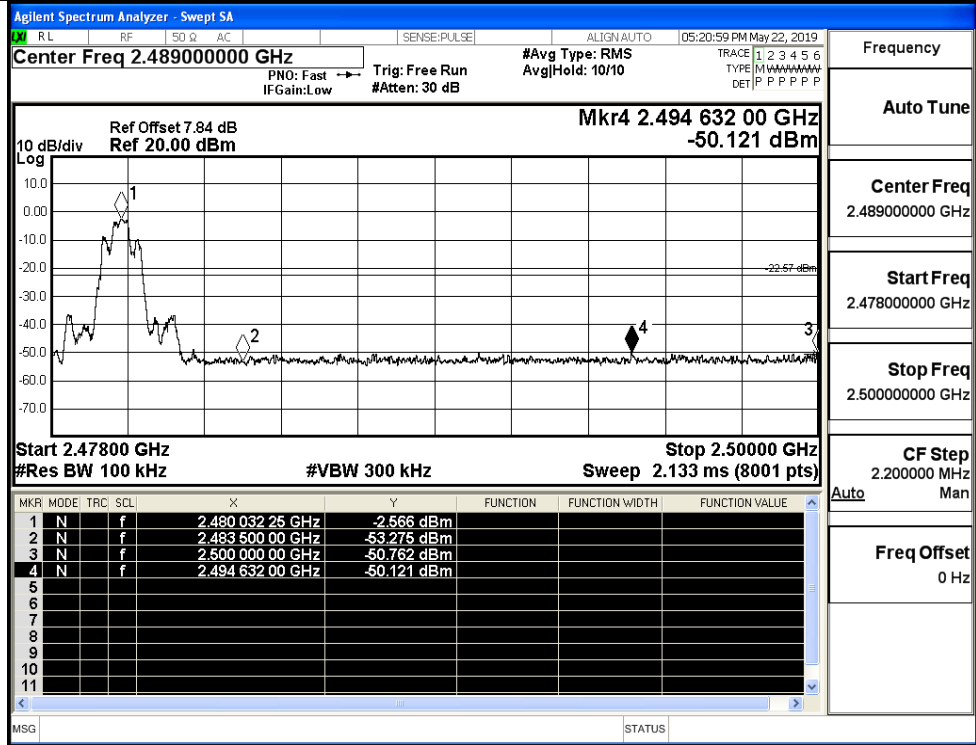 Agilent Spectrum Analyzer - Swept SA
LXI RL RF 50 Ω AC SENSE:PULSE ALIGN AUTO 05:20:59 PM May 22, 2019
Center Freq 2.489000000 GHz
PNO: Fast
IFGain:Low
Trig: Free Run
#Atten: 30 dB
#Avg Type: RMS
Avg|Hold: 10/10
TRACE 1 2 3 4 5 6
TYPE M WWWWW
DET P P P P P P
Mkr4 2.494 632 00 GHz
-50.121 dBm
Ref Offset 7.84 dB
10 dB/div Ref 20.00 dBm
Log
10.0
0.00
-10.0
-20.0
-30.0
-40.0
-50.0
-60.0
-70.0
1
2
4
3
-22.57 dBm
Start 2.47800 GHz Stop 2.50000 GHz
#Res BW 100 kHz #VBW 300 kHz Sweep 2.133 ms (8001 pts)
MKR MODE TRC SCL X Y FUNCTION FUNCTION WIDTH FUNCTION VALUE
1 N f 2.480 032 25 GHz -2.566 dBm
2 N f 2.483 500 00 GHz -53.275 dBm
3 N f 2.500 000 00 GHz -50.762 dBm
4 N f 2.494 632 00 GHz -50.121 dBm
5
6
7
8
9
10
11
MSG STATUS
Frequency
Auto Tune
Center Freq
2.489000000 GHz
Start Freq
2.478000000 GHz
Stop Freq
2.500000000 GHz
CF Step
2.200000 MHz
Auto Man
Freq Offset
0 Hz